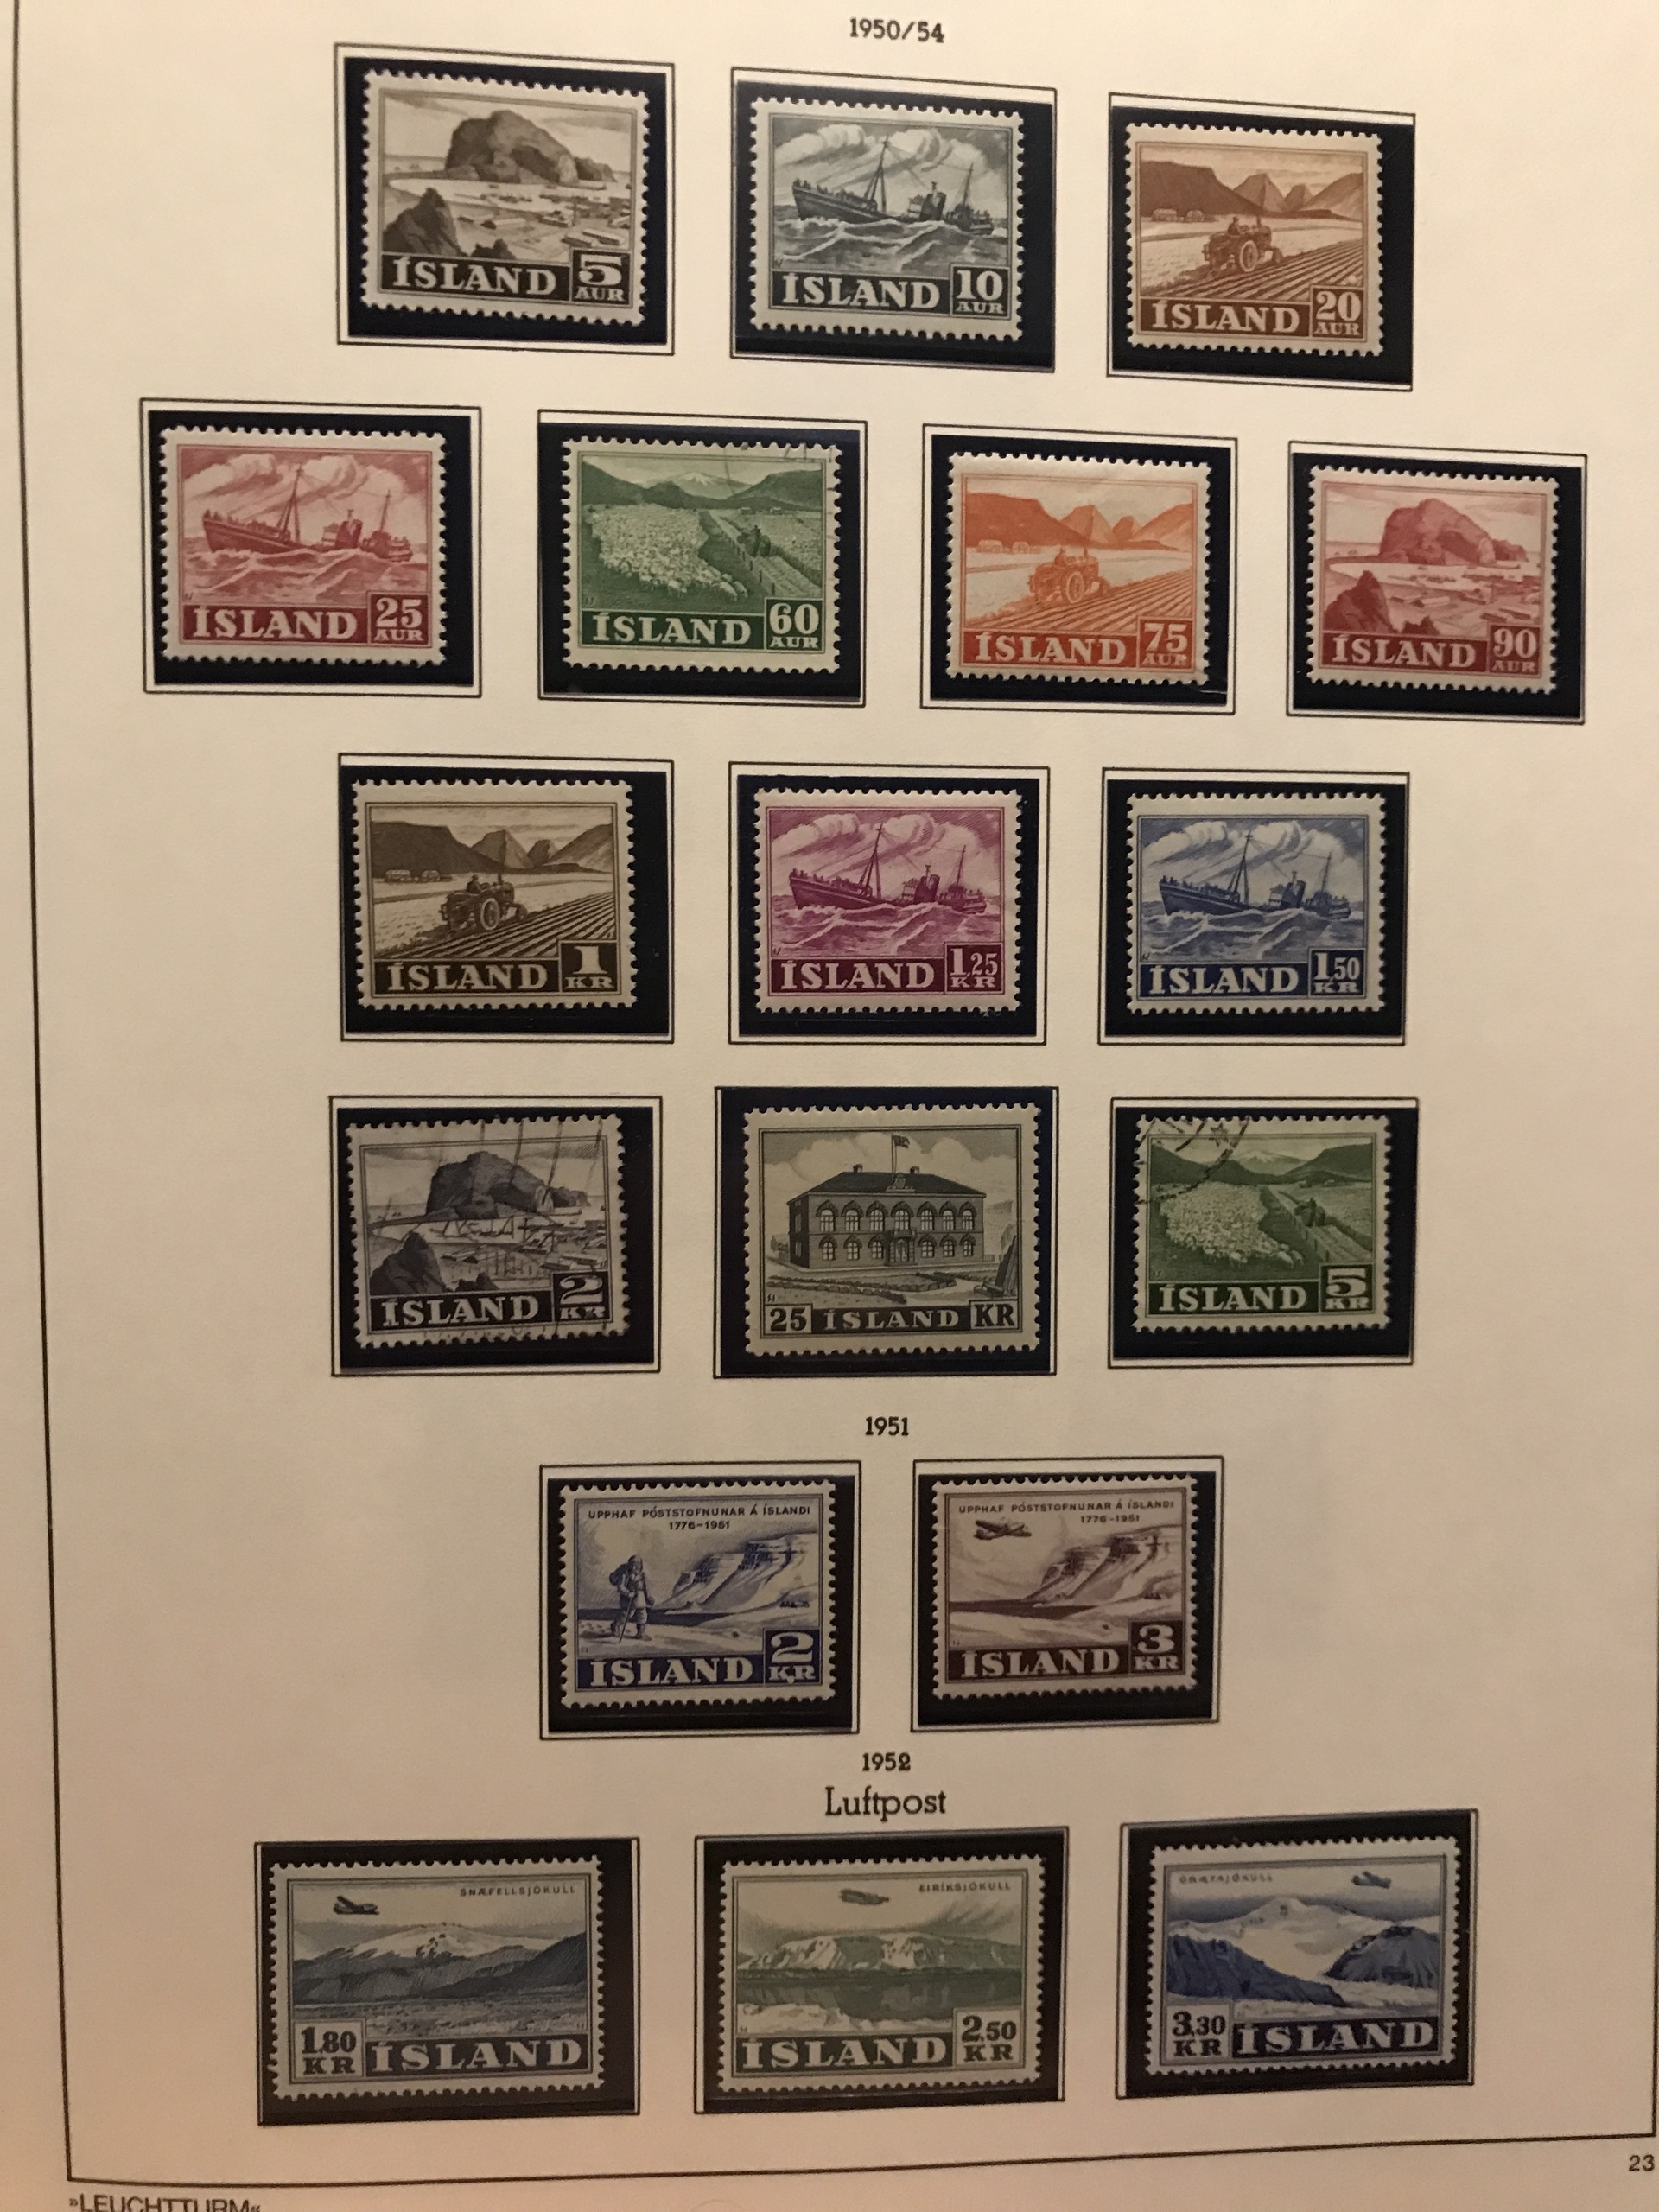 1950/54
ÍSLAND 5 AUR
ÍSLAND 10 AUR
ÍSLAND 20 AUR
ÍSLAND 25 AUR
ÍSLAND 60 AUR
ÍSLAND 75 AUR
ÍSLAND 90 AUR
ÍSLAND 1 KR
ÍSLAND 1,25 KR
ÍSLAND 1,50 KR
ÍSLAND 2 KR
25 ÍSLAND KR
ÍSLAND 5 KR
1951
UPPHAF PÓSTSTOFNUNAR Á ÍSLANDI
1776-1951
ÍSLAND 2 KR
UPPHAF PÓSTSTOFNUNAR Á ÍSLANDI
1776-1951
ÍSLAND 3 KR
1952
Luftpost
SNÆFELLSJÖKULL
1,80 KR ÍSLAND
EIRÍKSJÖKULL
ÍSLAND 2,50 KR
ÖRÆFAJÖKULL
3,30 KR ÍSLAND
23
»LEUCHTTURM«